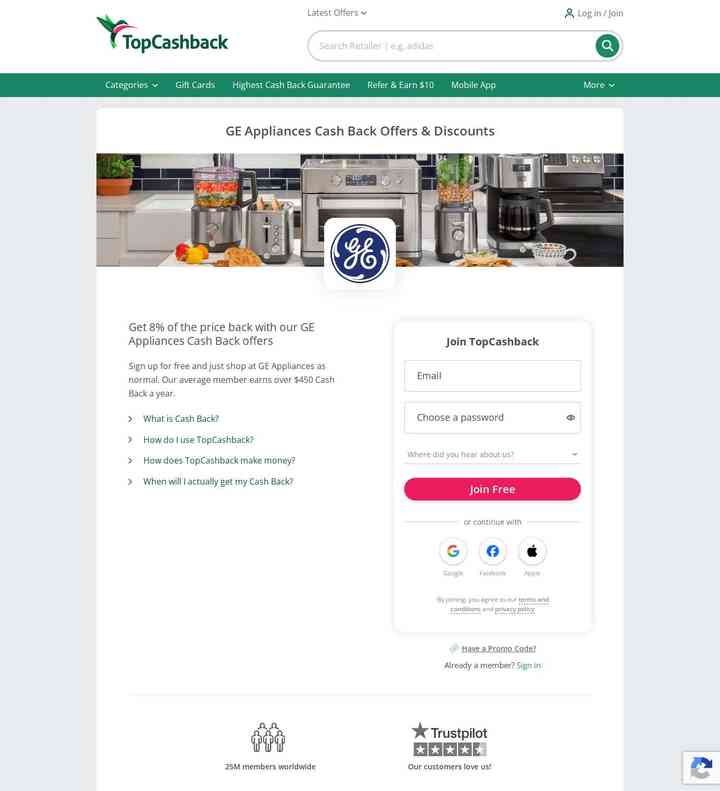 Latest Offers
Log in / Join
TopCashback
Search Retailer | e.g. adidas
Categories
Gift Cards
Highest Cash Back Guarantee
Refer & Earn $10
Mobile App
More
GE Appliances Cash Back Offers & Discounts
GE
Get 8% of the price back with our GE
Appliances Cash Back offers
Sign up for free and just shop at GE Appliances as
normal. Our average member earns over $450 Cash
Back a year.
What is Cash Back?
How do I use TopCashback?
How does TopCashback make money?
When will I actually get my Cash Back?
Join TopCashback
Email
Choose a password
Where did you hear about us?
Join Free
or continue with
Google
Facebook
Apple
By joining, you agree to our terms and
conditions and privacy policy
Have a Promo Code?
Already a member? Sign in
25M members worldwide
Trustpilot
Our customers love us!